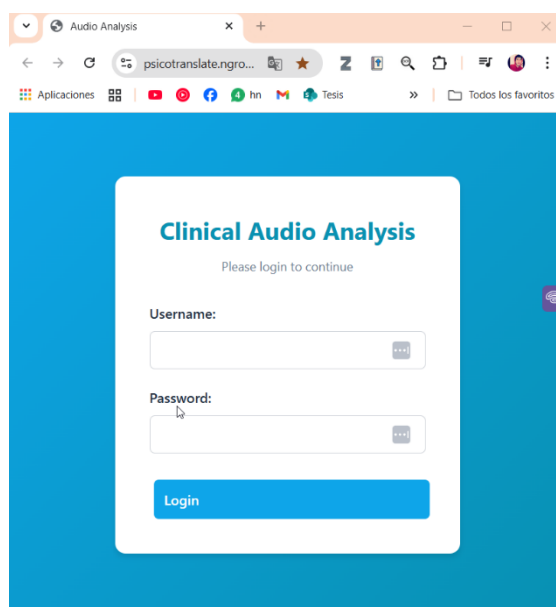 Audio Analysis
psicotranslate.ngro...
Aplicaciones
hn
Tesis
Todos los favoritos
Clinical Audio Analysis
Please login to continue
Username:
Password:
Login